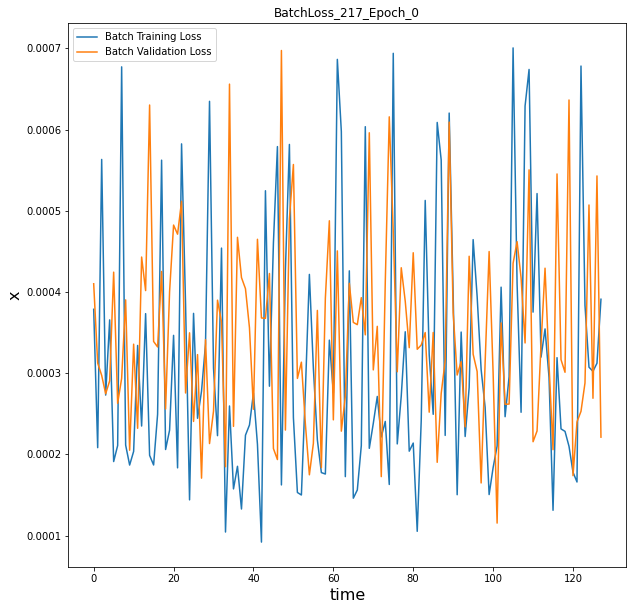 BatchLoss_217_Epoch_0
Batch Training Loss
Batch Validation Loss
0.0007
0.0006
0.0005
0.0004
0.0003
0.0002
0.0001
x
0 20 40 60 80 100 120
time